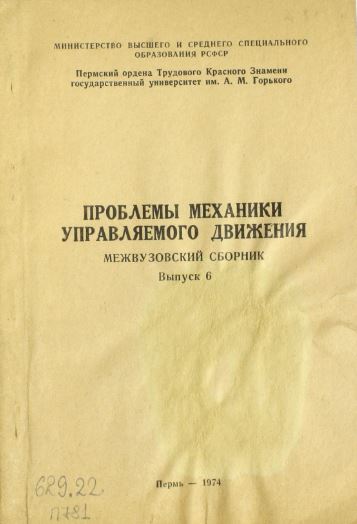 МИНИСТЕРСТВО ВЫСШЕГО И СРЕДНЕГО СПЕЦИАЛЬНОГО
ОБРАЗОВАНИЯ РСФСР
Пермский ордена Трудового Красного Знамени
государственный университет им. А. М. Горького
ПРОБЛЕМЫ МЕХАНИКИ
УПРАВЛЯЕМОГО ДВИЖЕНИЯ
МЕЖВУЗОВСКИЙ СБОРНИК
Выпуск 6
Пермь — 1974
629.22
П781